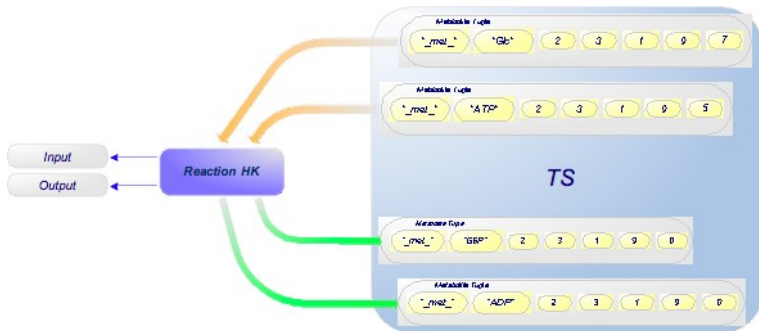 Metabolite Tuple
"_met_" "Glc" 2 3 1 9 7
Metabolite Tuple
"_met_" "ATP" 2 3 1 9 5
Input
Reaction HK
Output
TS
Metabolite Tuple
"_met_" "G6P" 2 3 1 9 0
Metabolite Tuple
"_met_" "ADP" 2 3 1 9 0